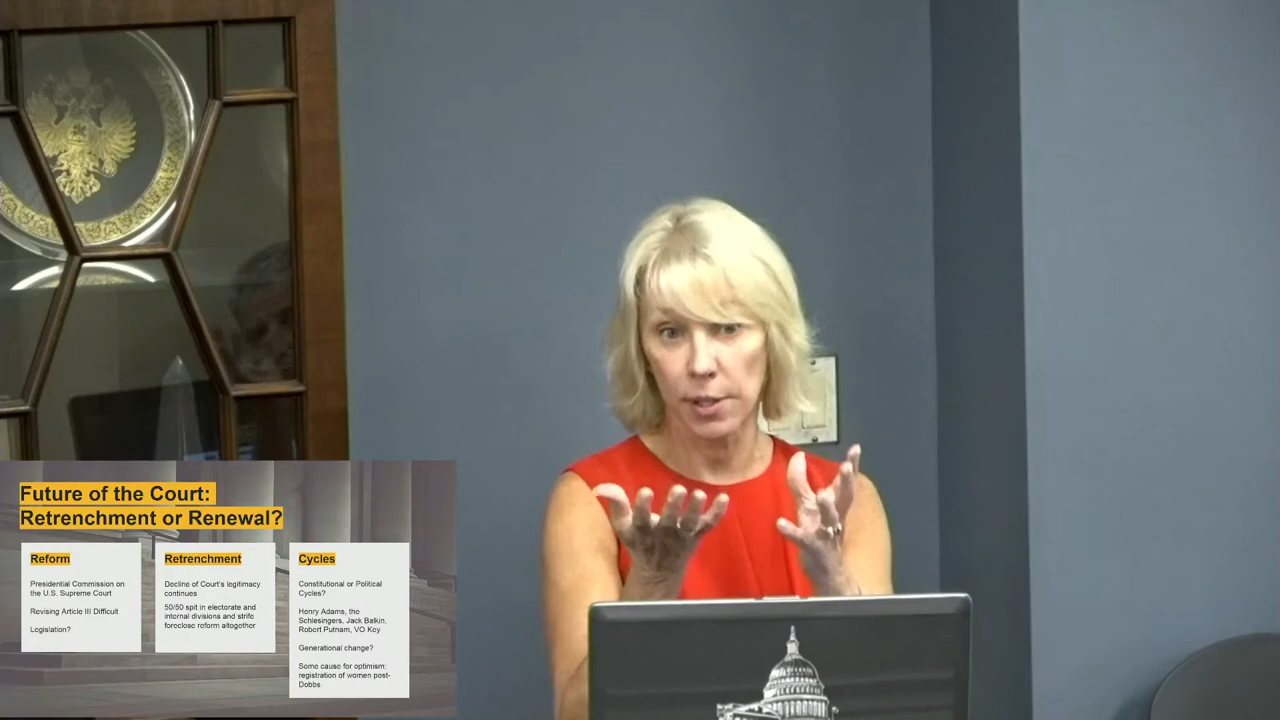 Future of the Court:
Retrenchment or Renewal?
Reform
Presidential Commission on
the U.S. Supreme Court
Revising Article III Difficult
Legislation?
Retrenchment
Decline of Court's legitimacy
continues
50/50 spit in electorate and
internal divisions and strife
foreclose reform altogether
Cycles
Constitutional or Political
Cycles?
Henry Adams, the
Schlesingers, Jack Balkin,
Robert Putnam, VO Key
Generational change?
Some cause for optimism:
registration of women post-
Dobbs